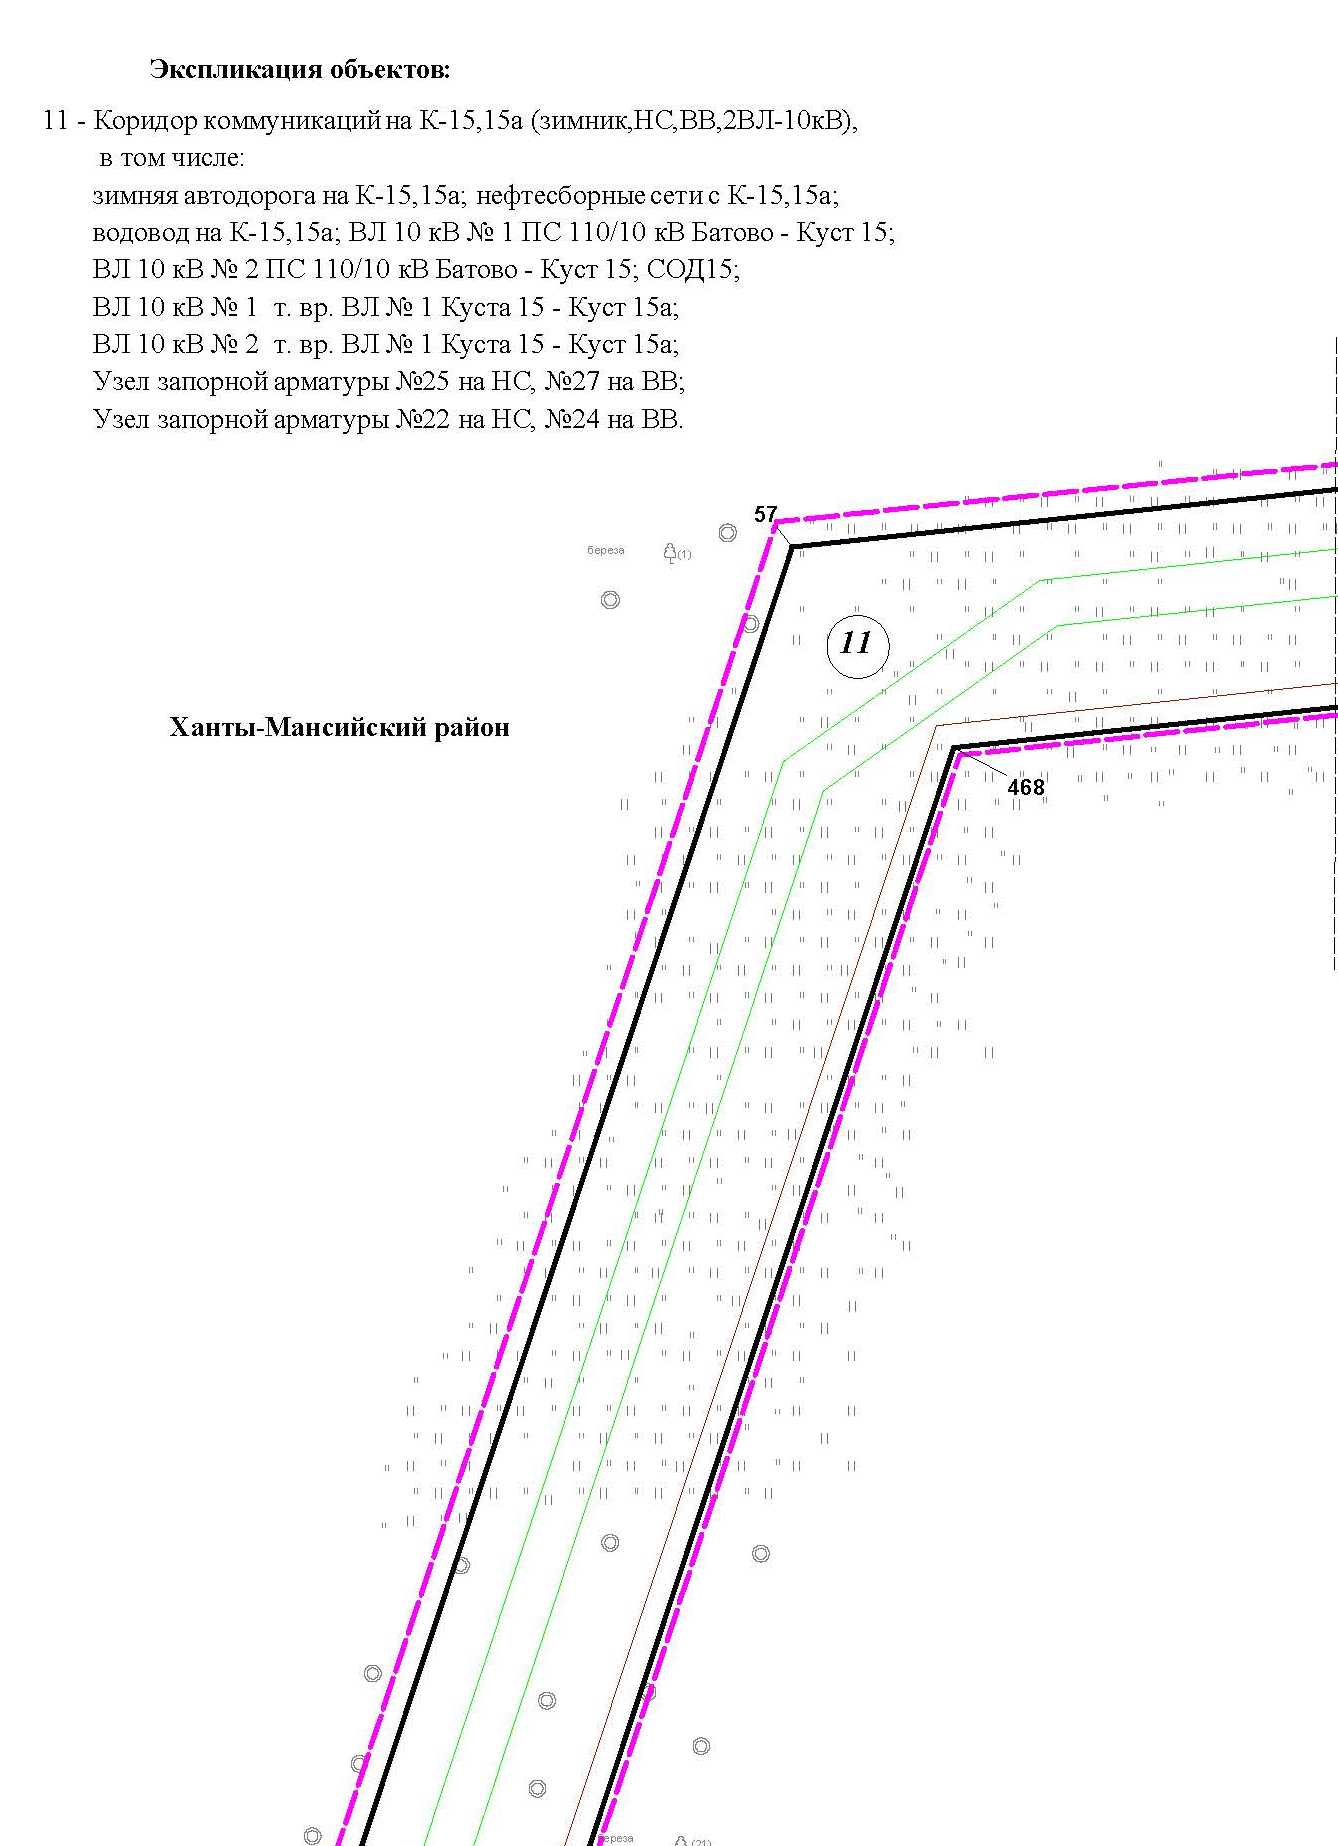 Экспликация объектов:
11 - Коридор коммуникаций на К-15,15а (зимник,НС,ВВ,2ВЛ-10кВ),
в том числе:
зимняя автодорога на К-15,15а; нефтесборные сети с К-15,15а;
водовод на К-15,15а; ВЛ 10 кВ № 1 ПС 110/10 кВ Батово - Куст 15;
ВЛ 10 кВ № 2 ПС 110/10 кВ Батово - Куст 15; СОД15;
ВЛ 10 кВ № 1 т. вр. ВЛ № 1 Куста 15 - Куст 15а;
ВЛ 10 кВ № 2 т. вр. ВЛ № 1 Куста 15 - Куст 15а;
Узел запорной арматуры №25 на НС, №27 на ВВ;
Узел запорной арматуры №22 на НС, №24 на ВВ.
57
береза (1)
11
Ханты-Мансийский район
468
береза (21)